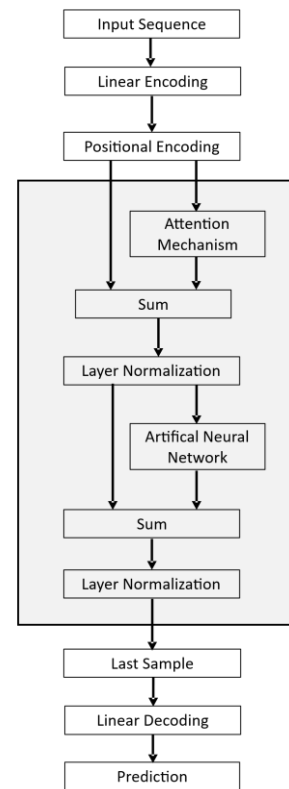 Input Sequence
Linear Encoding
Positional Encoding
Attention
Mechanism
Sum
Layer Normalization
Artifical Neural
Network
Sum
Layer Normalization
Last Sample
Linear Decoding
Prediction